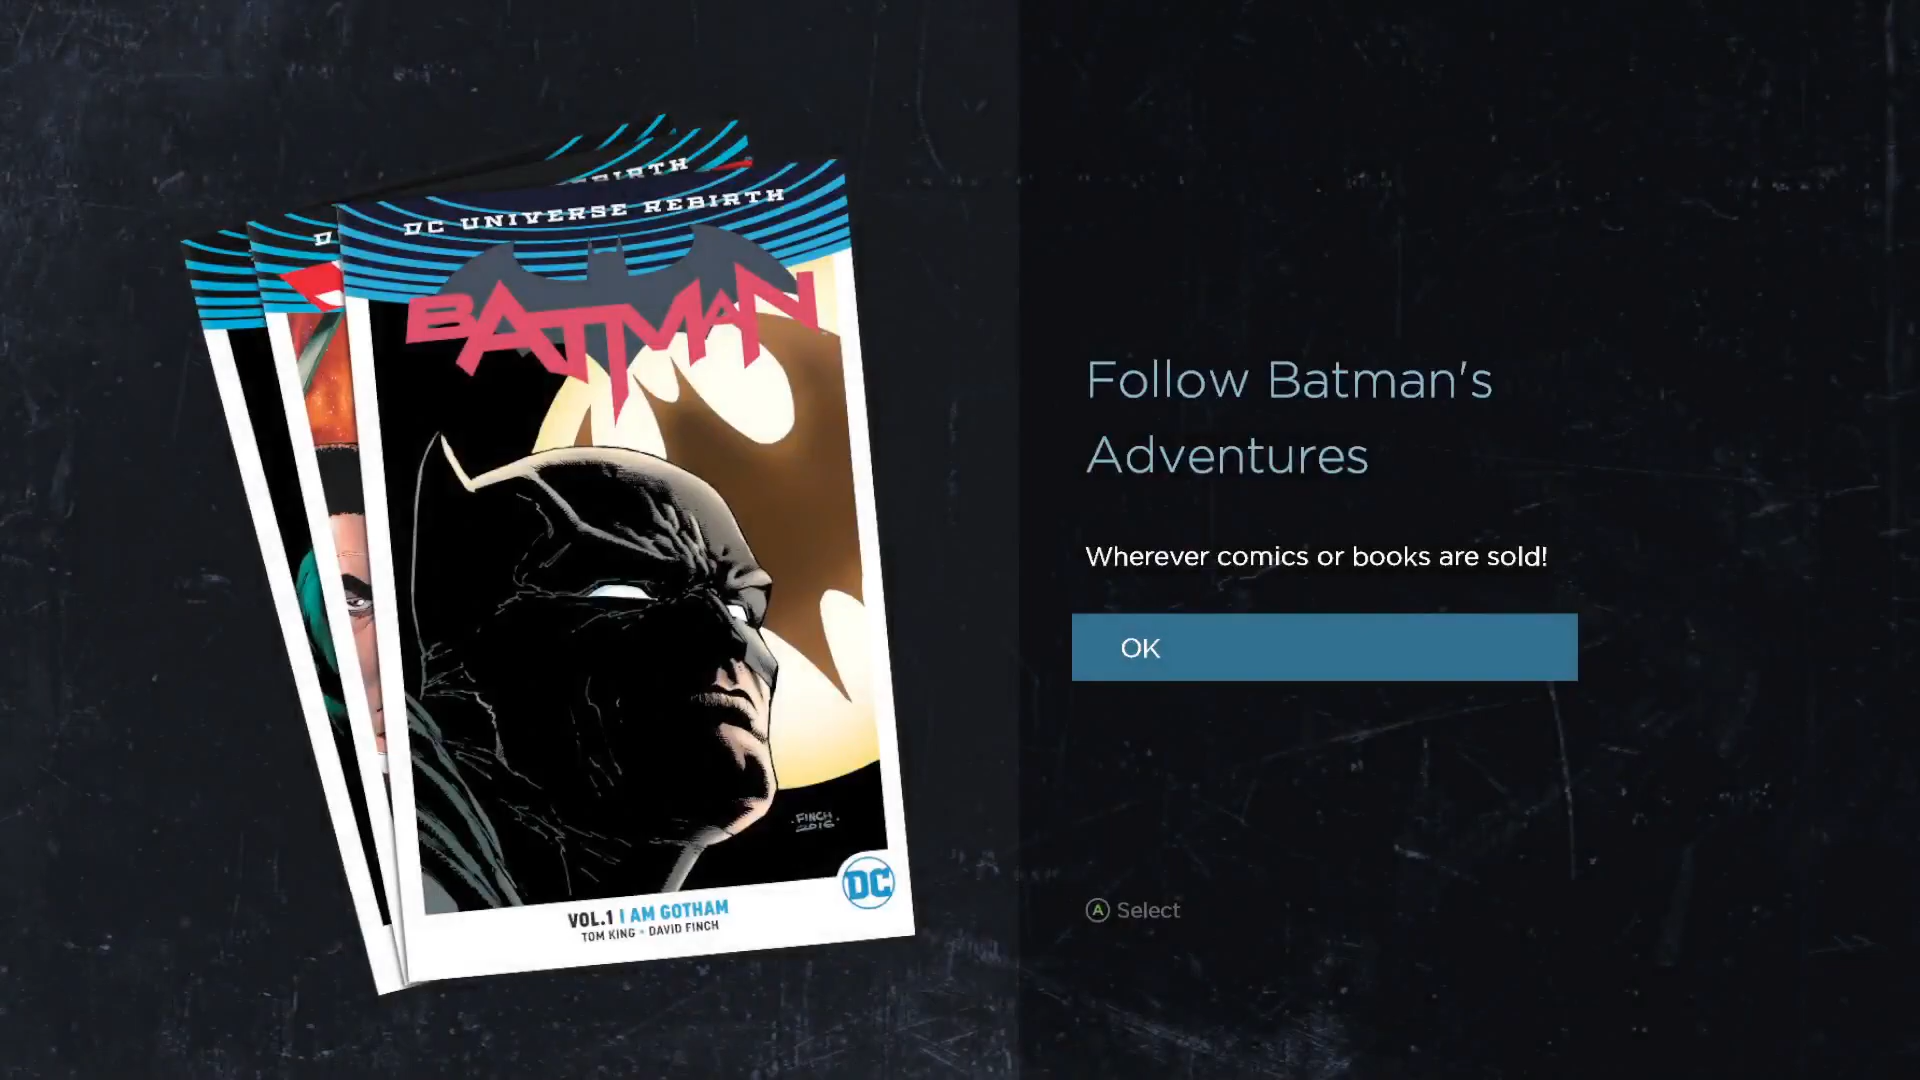 EBIRTH
DC UNIVERSE REBIRTH
D
BATMAN
FINCH
2016
DC
VOL.1 I AM GOTHAM
TOM KING • DAVID FINCH
Follow Batman's
Adventures
Wherever comics or books are sold!
OK
A Select